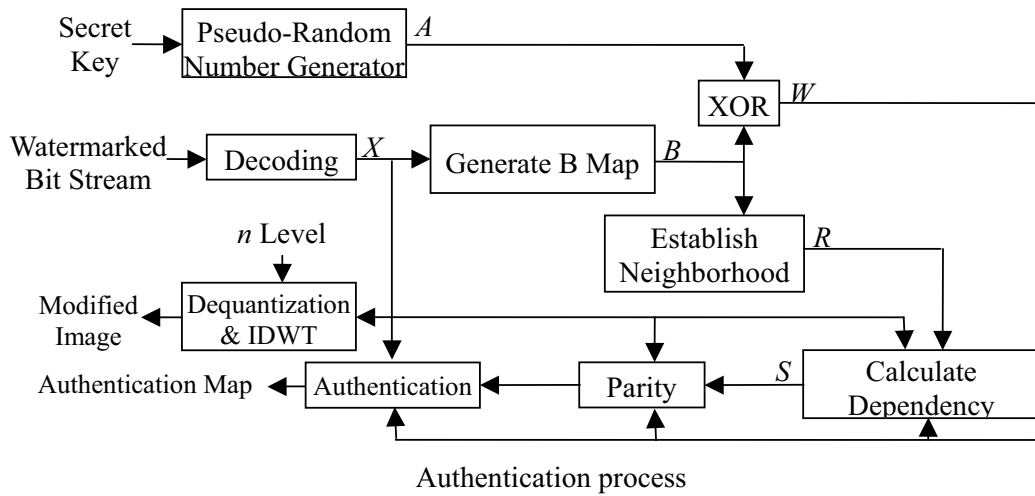 Secret
Key
Pseudo-Random
Number Generator
A
XOR
W
Watermarked
Bit Stream
Decoding
X
Generate B Map
B
n Level
Establish
Neighborhood
R
Modified
Image
Dequantization
& IDWT
Authentication Map
Authentication
Parity
S
Calculate
Dependency
Authentication process